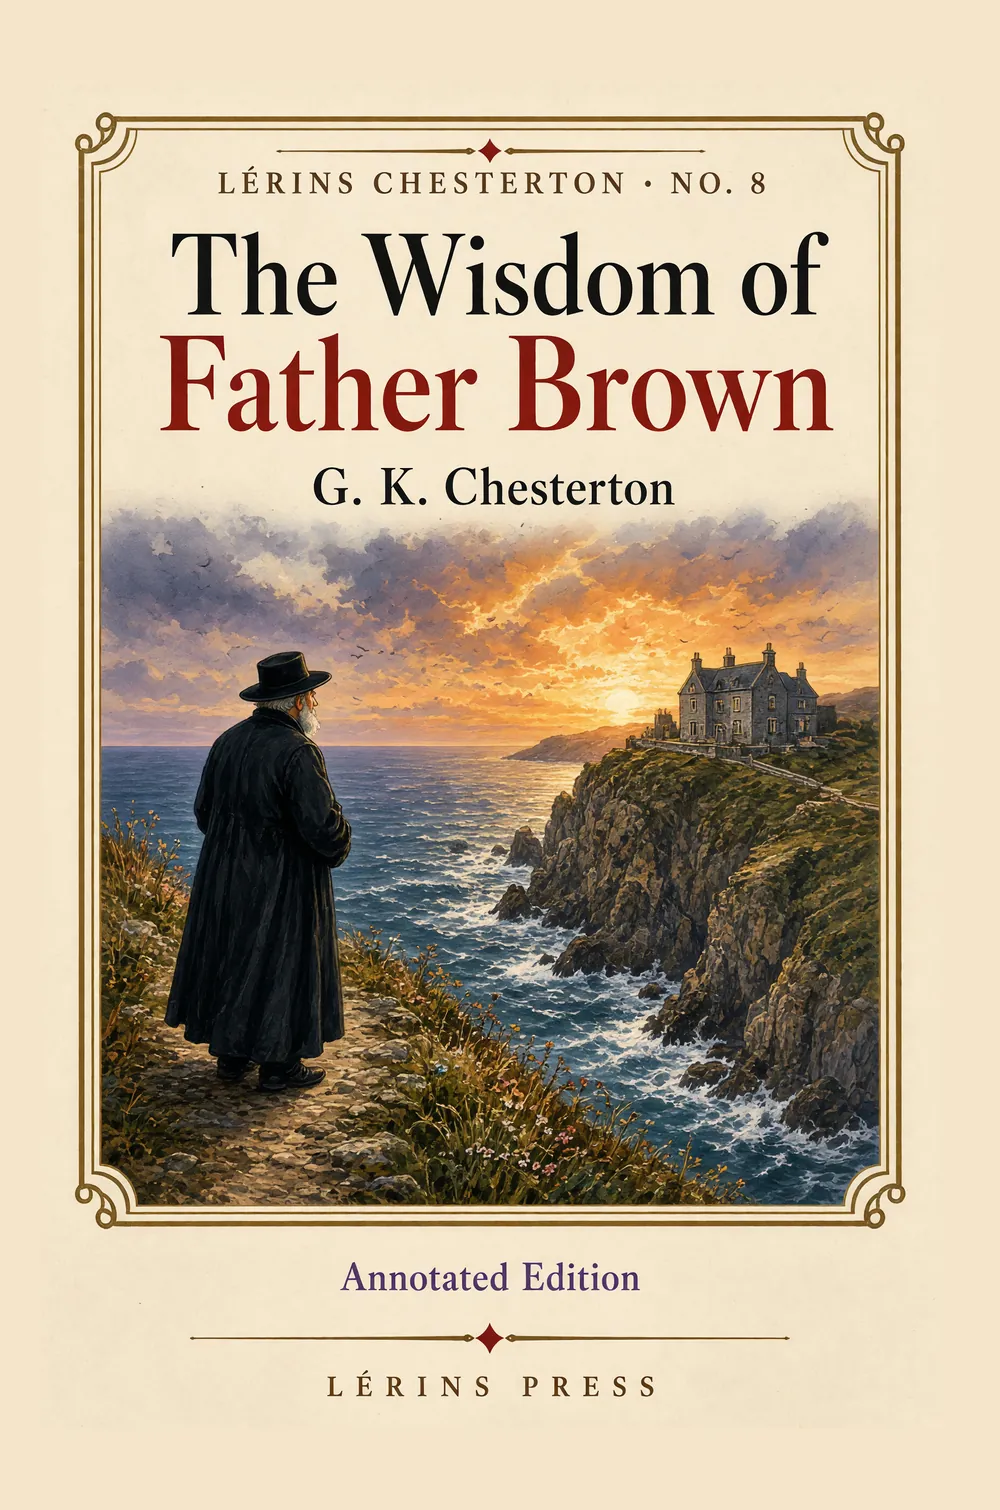 LÉRINS CHESTERTON · NO. 8
The Wisdom of
Father Brown
G. K. Chesterton
Annotated Edition
LÉRINS PRESS